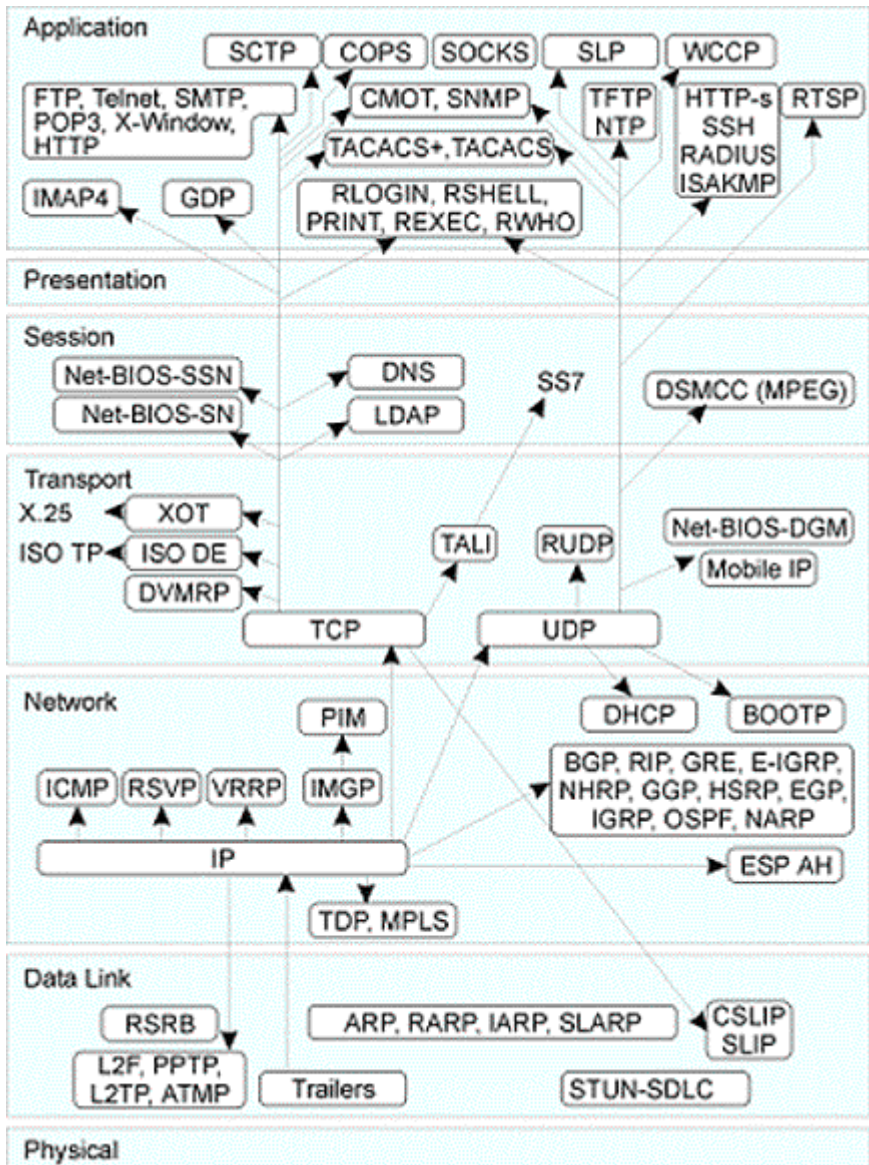 Application
SCTP
COPS
SOCKS
SLP
WCCP
FTP, Telnet, SMTP,
POP3, X-Window,
HTTP
CMOT, SNMP
TFTP
NTP
HTTP-s
SSH
RADIUS
ISAKMP
RTSP
TACACS+, TACACS
IMAP4
GDP
RLOGIN, RSHELL,
PRINT, REXEC, RWHO
Presentation
Session
Net-BIOS-SSN
DNS
SS7
DSMCC (MPEG)
Net-BIOS-SN
LDAP
Transport
X.25
XOT
ISO TP
ISO DE
DVMRP
TALI
RUDP
Net-BIOS-DGM
Mobile IP
TCP
UDP
Network
PIM
DHCP
BOOTP
ICMP
RSVP
VRRP
IMGP
BGP, RIP, GRE, E-IGRP,
NHRP, GGP, HSRP, EGP,
IGRP, OSPF, NARP
IP
ESP AH
TDP, MPLS
Data Link
RSRB
ARP, RARP, IARP, SLARP
CSLIP
SLIP
L2F, PPTP,
L2TP, ATMP
Trailers
STUN-SDLC
Physical